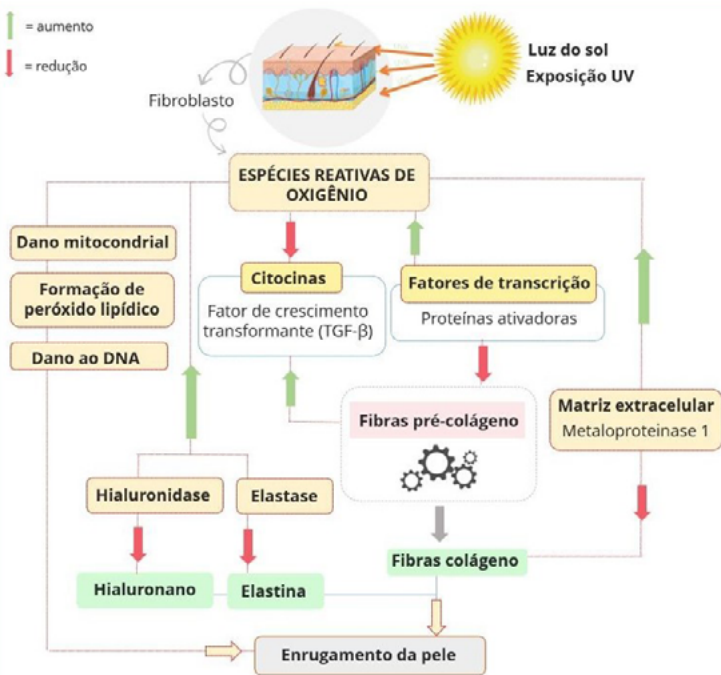 = aumento
= redução
Luz do sol
Exposição UV
Fibroblasto
ESPÉCIES REATIVAS DE
OXIGÊNIO
Dano mitocondrial
Formação de
peróxido lipídico
Dano ao DNA
Citocinas
Fator de crescimento
transformante (TGF-β)
Fatores de transcrição
Proteínas ativadoras
Fibras pré-colágeno
Matriz extracelular
Metaloproteinase 1
Hialuronidase
Elastase
Fibras colágeno
Hialuronano
Elastina
Enrugamento da pele